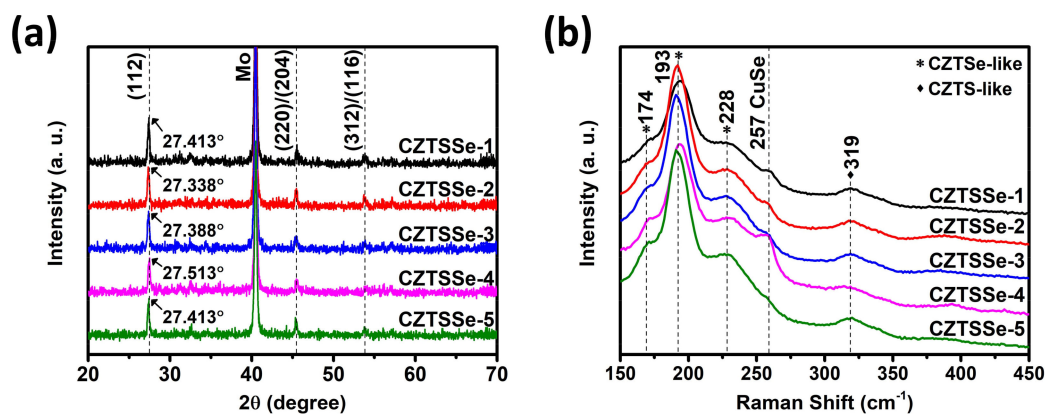 (a)
Intensity (a. u.)
(112)
Mo
(220)/(204)
(312)/(116)
27.413°
CZTSSe-1
27.338°
CZTSSe-2
27.388°
CZTSSe-3
27.513°
CZTSSe-4
27.413°
CZTSSe-5
20 30 40 50 60 70
2θ (degree)
(b)
Intensity (a. u.)
*174
193 *
*228
257 CuSe
♦319
* CZTSe-like
♦ CZTS-like
CZTSSe-1
CZTSSe-2
CZTSSe-3
CZTSSe-4
CZTSSe-5
150 200 250 300 350 400 450
Raman Shift (cm⁻¹)